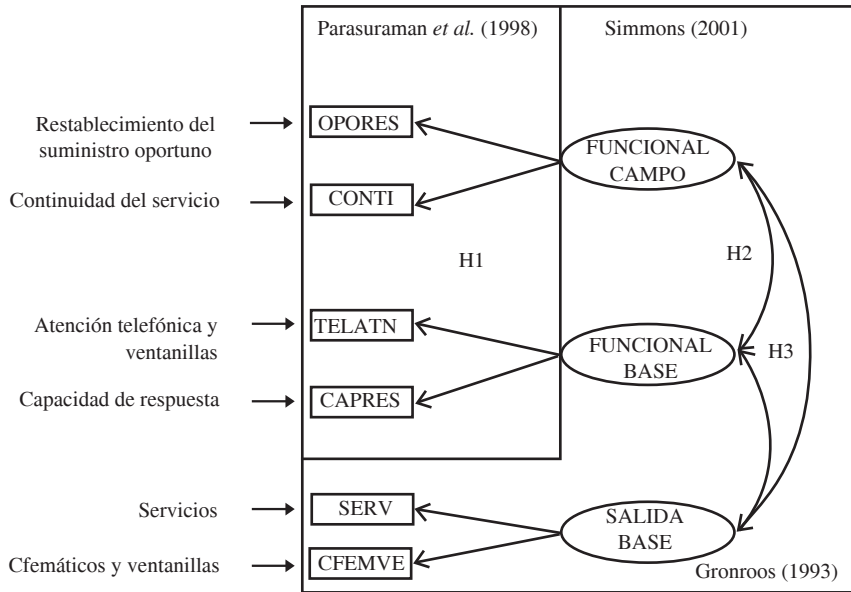 Parasuraman et al. (1998)
Simmons (2001)
Restablecimiento del
suministro oportuno
OPORES
FUNCIONAL
CAMPO
Continuidad del servicio
CONTI
H1
H2
Atención telefónica y
ventanillas
TELATN
FUNCIONAL
BASE
H3
Capacidad de respuesta
CAPRES
Servicios
SERV
SALIDA
BASE
Cfemáticos y ventanillas
CFEMVE
Gronroos (1993)